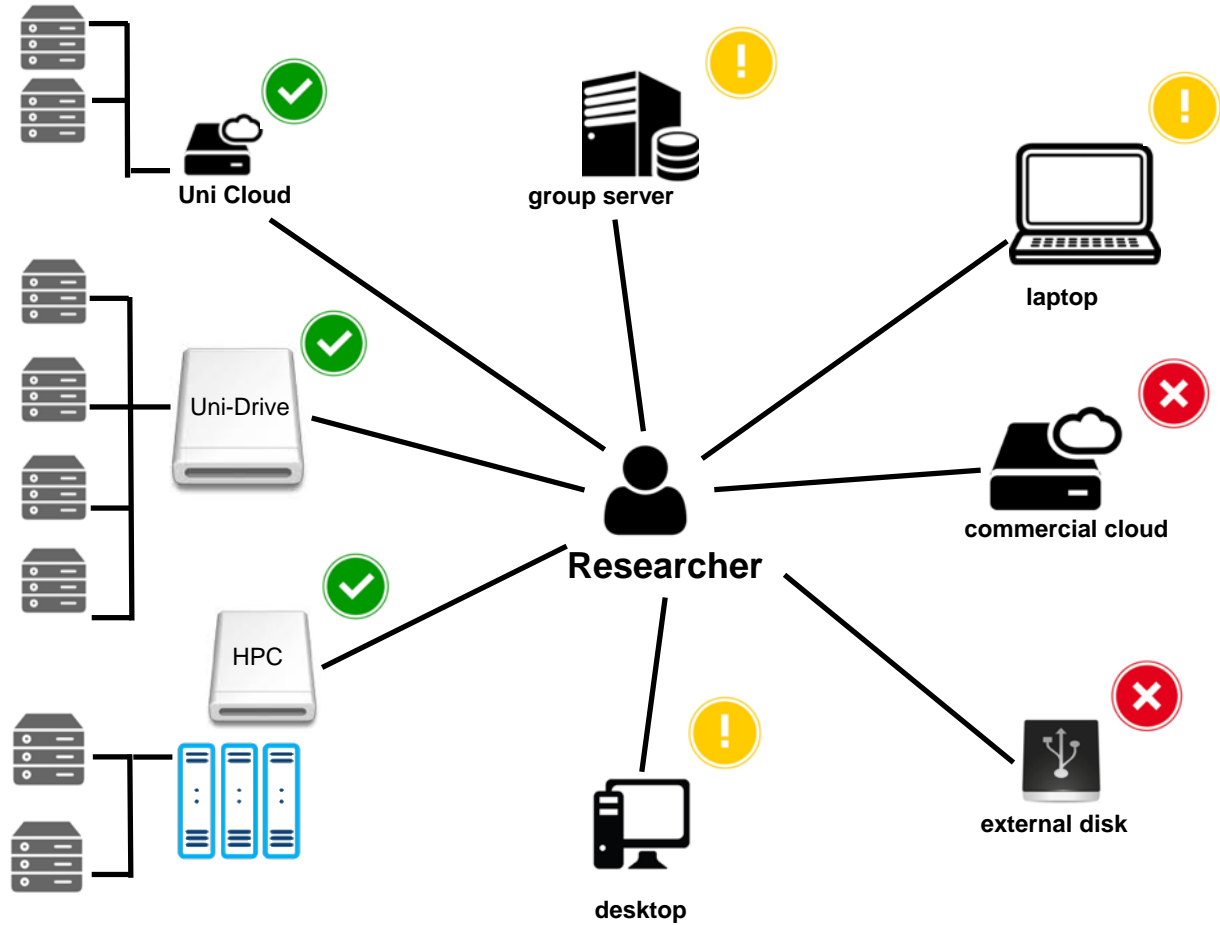 Uni Cloud
group server
laptop
Uni-Drive
commercial cloud
Researcher
HPC
external disk
desktop